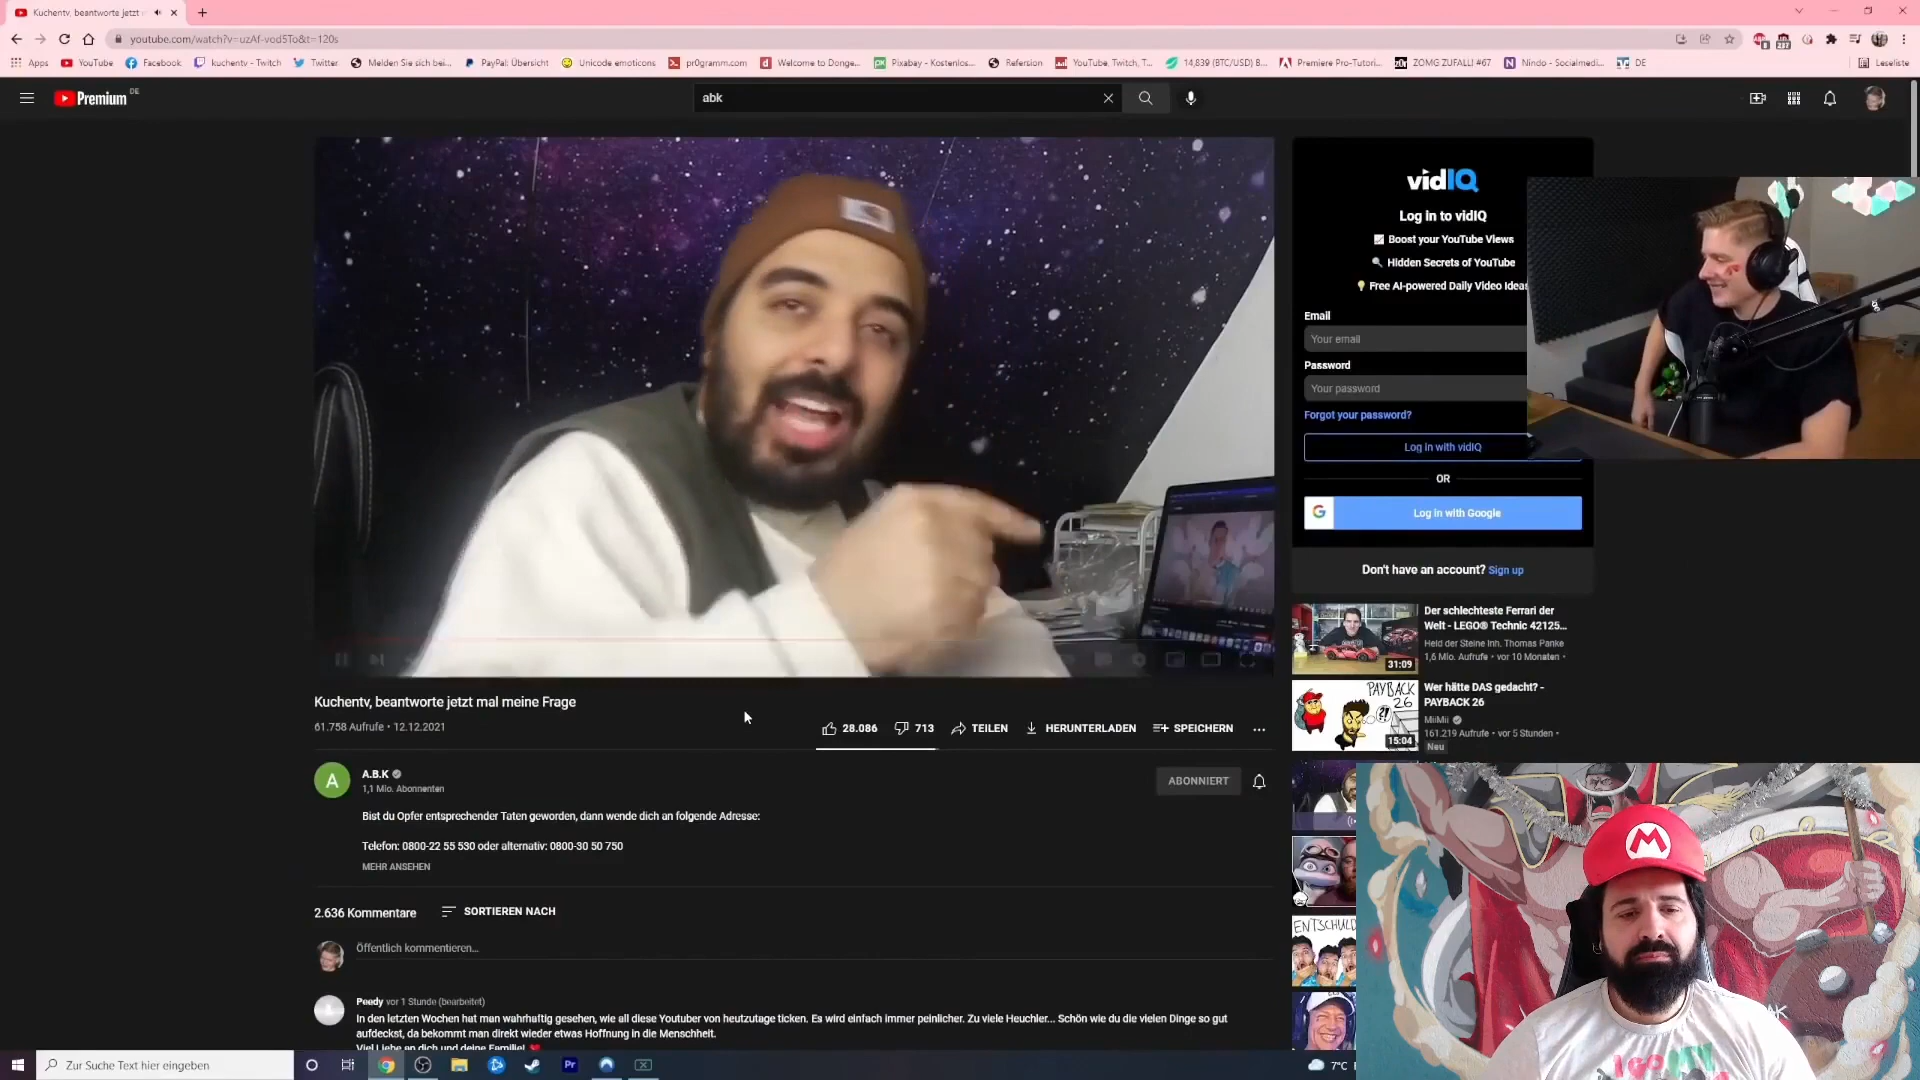 Kuchentv, beantworte jetzt
youtube.com/watch?v=uzAf-vod5To&t=120s
Apps YouTube Facebook kuchentv - Twitch Twitter Melden Sie sich bei... PayPal: Übersicht Unicode emoticons pr0gramm.com Welcome to Donge... Pixabay - Kostenlos... Refersion YouTube, Twitch, T... 14,839 (BTC/USD) B... Premiere Pro-Tutori... ZOMG ZUFALL! #67 Nindo - Socialmedi... DE Leseliste
Premium DE
abk
vidIQ
Log in to vidIQ
Boost your YouTube Views
Hidden Secrets of YouTube
Free AI-powered Daily Video Ideas
Email
Your email
Password
Your password
Forgot your password?
Log in with vidIQ
OR
Log in with Google
Don't have an account? Sign up
Der schlechteste Ferrari der
Welt - LEGO® Technic 42125...
Held der Steine Inh. Thomas Panke
1,6 Mio. Aufrufe • vor 10 Monaten •
31:09
PAYBACK
26
15:04
Wer hätte DAS gedacht? -
PAYBACK 26
MiiMii
161.219 Aufrufe • vor 5 Stunden •
Neu
Kuchentv, beantworte jetzt mal meine Frage
61.758 Aufrufe • 12.12.2021
28.086 713 TEILEN HERUNTERLADEN SPEICHERN
A
A.B.K
1,1 Mio. Abonnenten
ABONNIERT
Bist du Opfer entsprechender Taten geworden, dann wende dich an folgende Adresse:
Telefon: 0800-22 55 530 oder alternativ: 0800-30 50 750
MEHR ANSEHEN
2.636 Kommentare SORTIEREN NACH
Öffentlich kommentieren...
Peedy vor 1 Stunde (bearbeitet)
In den letzten Wochen hat man wahrhaftig gesehen, wie all diese Youtuber von heutzutage ticken. Es wird einfach immer peinlicher. Zu viele Heuchler... Schön wie du die vielen Dinge so gut
aufdeckst, da bekommt man direkt wieder etwas Hoffnung in die Menschheit.
Viel Liebe an dich und deine Familie!
ENTSCHULD
M
Zur Suche Text hier eingeben
7°C